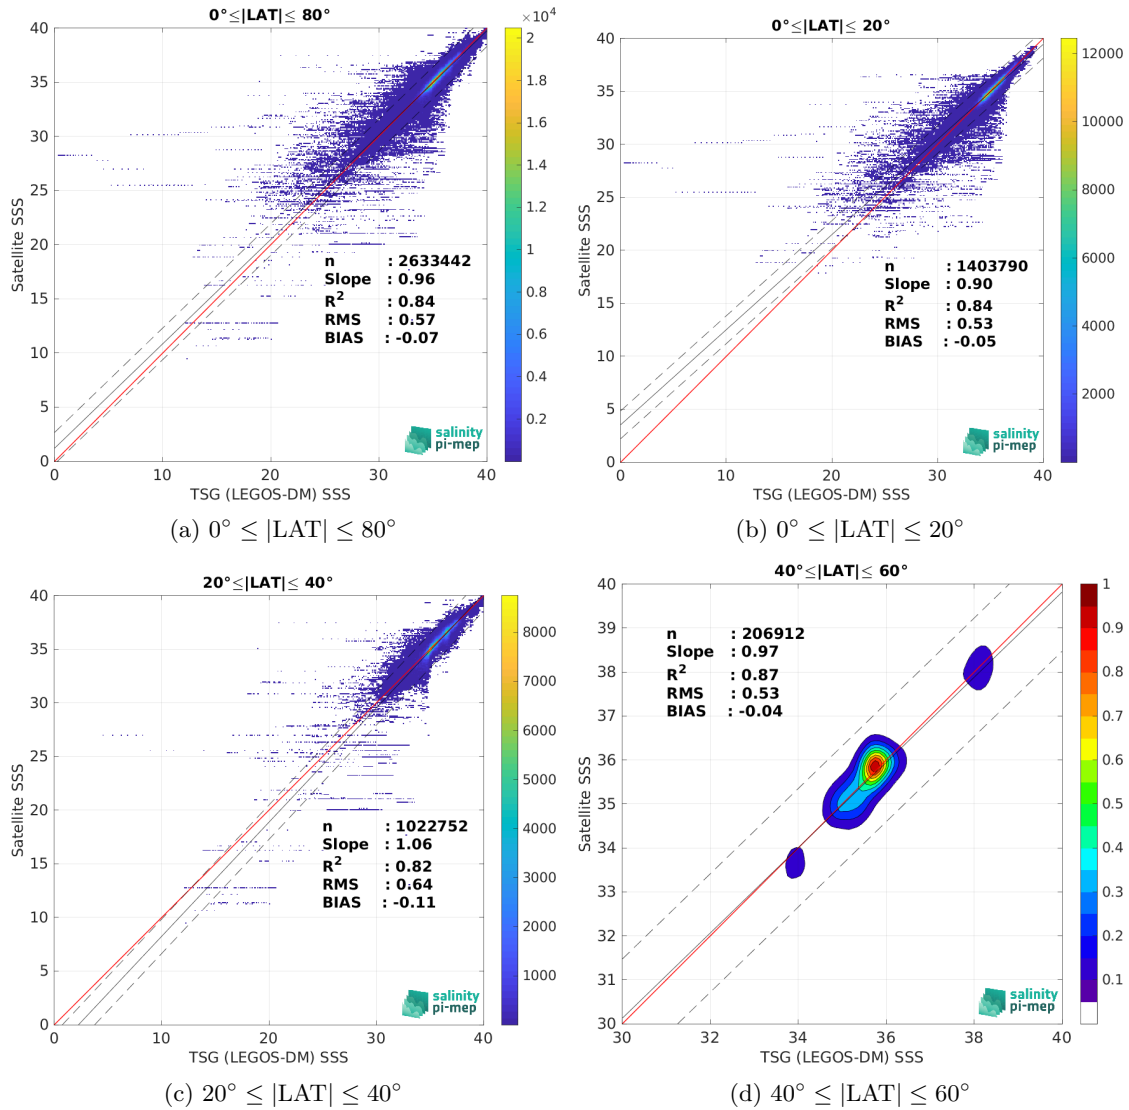 0°≤|LAT|≤ 80°
×10⁴
40
35
30
25
20
15
10
5
0
0
10
20
30
40
2
1.8
1.6
1.4
1.2
1
0.8
0.6
0.4
0.2
Satellite SSS
TSG (LEGOS-DM) SSS
n : 2633442
Slope : 0.96
R² : 0.84
RMS : 0.57
BIAS : -0.07
salinity
pi-mep
(a) 0° ≤ |LAT| ≤ 80°
0°≤|LAT|≤ 20°
40
35
30
25
20
15
10
5
0
0
10
20
30
40
12000
10000
8000
6000
4000
2000
Satellite SSS
TSG (LEGOS-DM) SSS
n : 1403790
Slope : 0.90
R² : 0.84
RMS : 0.53
BIAS : -0.05
salinity
pi-mep
(b) 0° ≤ |LAT| ≤ 20°
20°≤|LAT|≤ 40°
40
35
30
25
20
15
10
5
0
0
10
20
30
40
8000
7000
6000
5000
4000
3000
2000
1000
Satellite SSS
TSG (LEGOS-DM) SSS
n : 1022752
Slope : 1.06
R² : 0.82
RMS : 0.64
BIAS : -0.11
salinity
pi-mep
(c) 20° ≤ |LAT| ≤ 40°
40°≤|LAT|≤ 60°
40
39
38
37
36
35
34
33
32
31
30
30
32
34
36
38
40
1
0.9
0.8
0.7
0.6
0.5
0.4
0.3
0.2
0.1
Satellite SSS
TSG (LEGOS-DM) SSS
n : 206912
Slope : 0.97
R² : 0.87
RMS : 0.53
BIAS : -0.04
salinity
pi-mep
(d) 40° ≤ |LAT| ≤ 60°